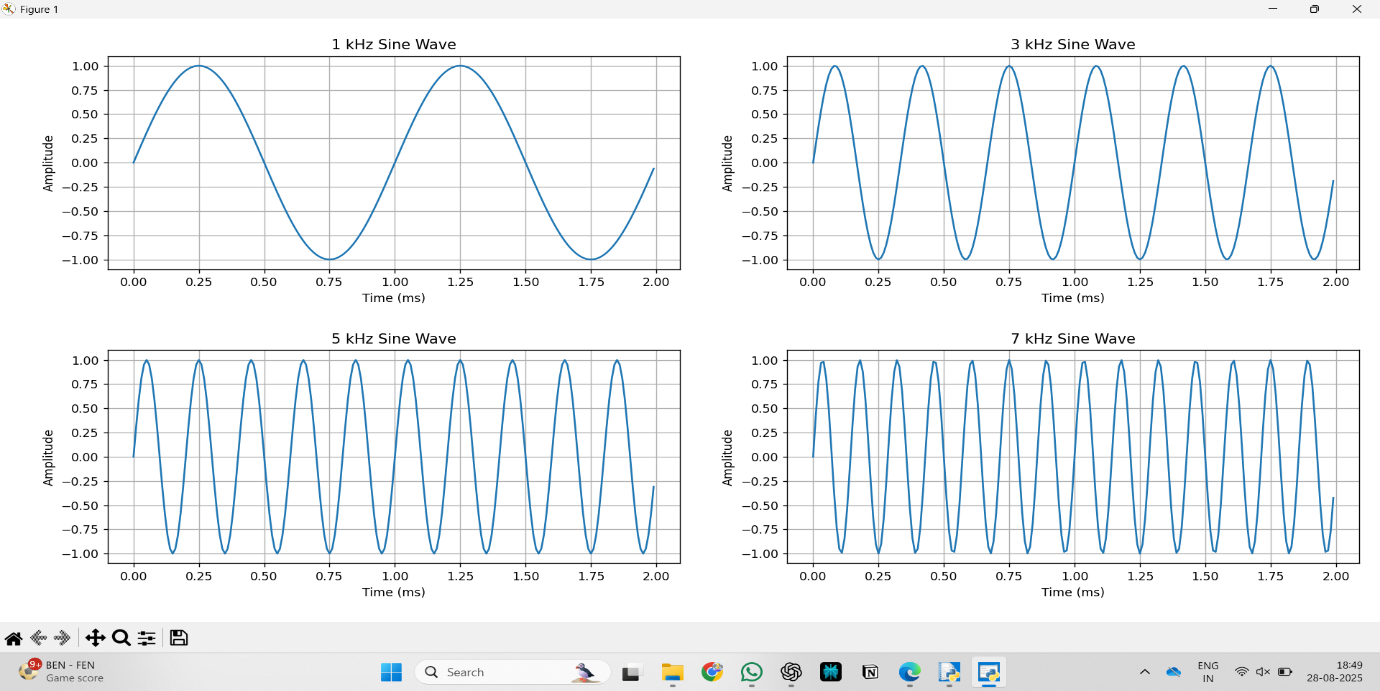 Figure 1
1 kHz Sine Wave
1.00
0.75
0.50
0.25
0.00
−0.25
−0.50
−0.75
−1.00
Amplitude
0.00 0.25 0.50 0.75 1.00 1.25 1.50 1.75 2.00
Time (ms)
3 kHz Sine Wave
1.00
0.75
0.50
0.25
0.00
−0.25
−0.50
−0.75
−1.00
Amplitude
0.00 0.25 0.50 0.75 1.00 1.25 1.50 1.75 2.00
Time (ms)
5 kHz Sine Wave
1.00
0.75
0.50
0.25
0.00
−0.25
−0.50
−0.75
−1.00
Amplitude
0.00 0.25 0.50 0.75 1.00 1.25 1.50 1.75 2.00
Time (ms)
7 kHz Sine Wave
1.00
0.75
0.50
0.25
0.00
−0.25
−0.50
−0.75
−1.00
Amplitude
0.00 0.25 0.50 0.75 1.00 1.25 1.50 1.75 2.00
Time (ms)
9+
BEN - FEN
Game score
Search
ENG
IN
18:49
28-08-2025